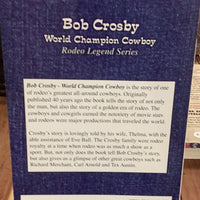 Bob Crosby
World Champion Cowboy
Rodeo Legend Series
Bob Crosby - World Champion Cowboy is the story of one
of rodeo's greatest all-around cowboys. Originally
published 40 years ago the book tells the story of not only
the man, but also the story of a golden era of rodeo. The
cowboys and cowgirls earned the notoriety of movie stars
and rodeos were major productions that traveled the world.
Crosby's story is lovingly told by his wife, Thelma, with the
able assistance of Eve Ball. The Crosby family were rodeo
royalty at a time when rodeo was as much a show as a
sport. But, not only does the book tell Bob Crosby's story,
but also gives us a glimpse of other great cowboys such as
Richard Merchant, Carl Arnold and Tex Austin.